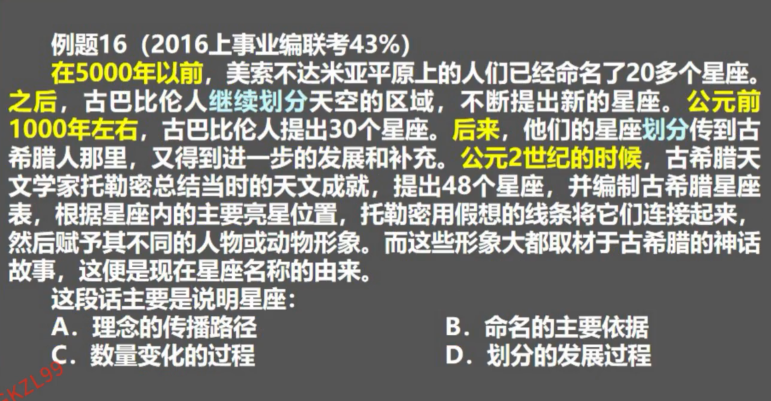 例题16（2016上事业编联考43%）
在5000年以前，美索不达米亚平原上的人们已经命名了20多个星座。
之后，古巴比伦人继续划分天空的区域，不断提出新的星座。公元前
1000年左右，古巴比伦人提出30个星座。后来，他们的星座划分传到古
希腊人那里，又得到进一步的发展和补充。公元2世纪的时候，古希腊天
文学家托勒密总结当时的天文成就，提出48个星座，并编制古希腊星座
表，根据星座内的主要亮星位置，托勒密用假想的线条将它们连接起来，
然后赋予其不同的人物或动物形象。而这些形象大都取材于古希腊的神话
故事，这便是现在星座名称的由来。
这段话主要是说明星座：
A．理念的传播路径 B．命名的主要依据
C．数量变化的过程 D．划分的发展过程